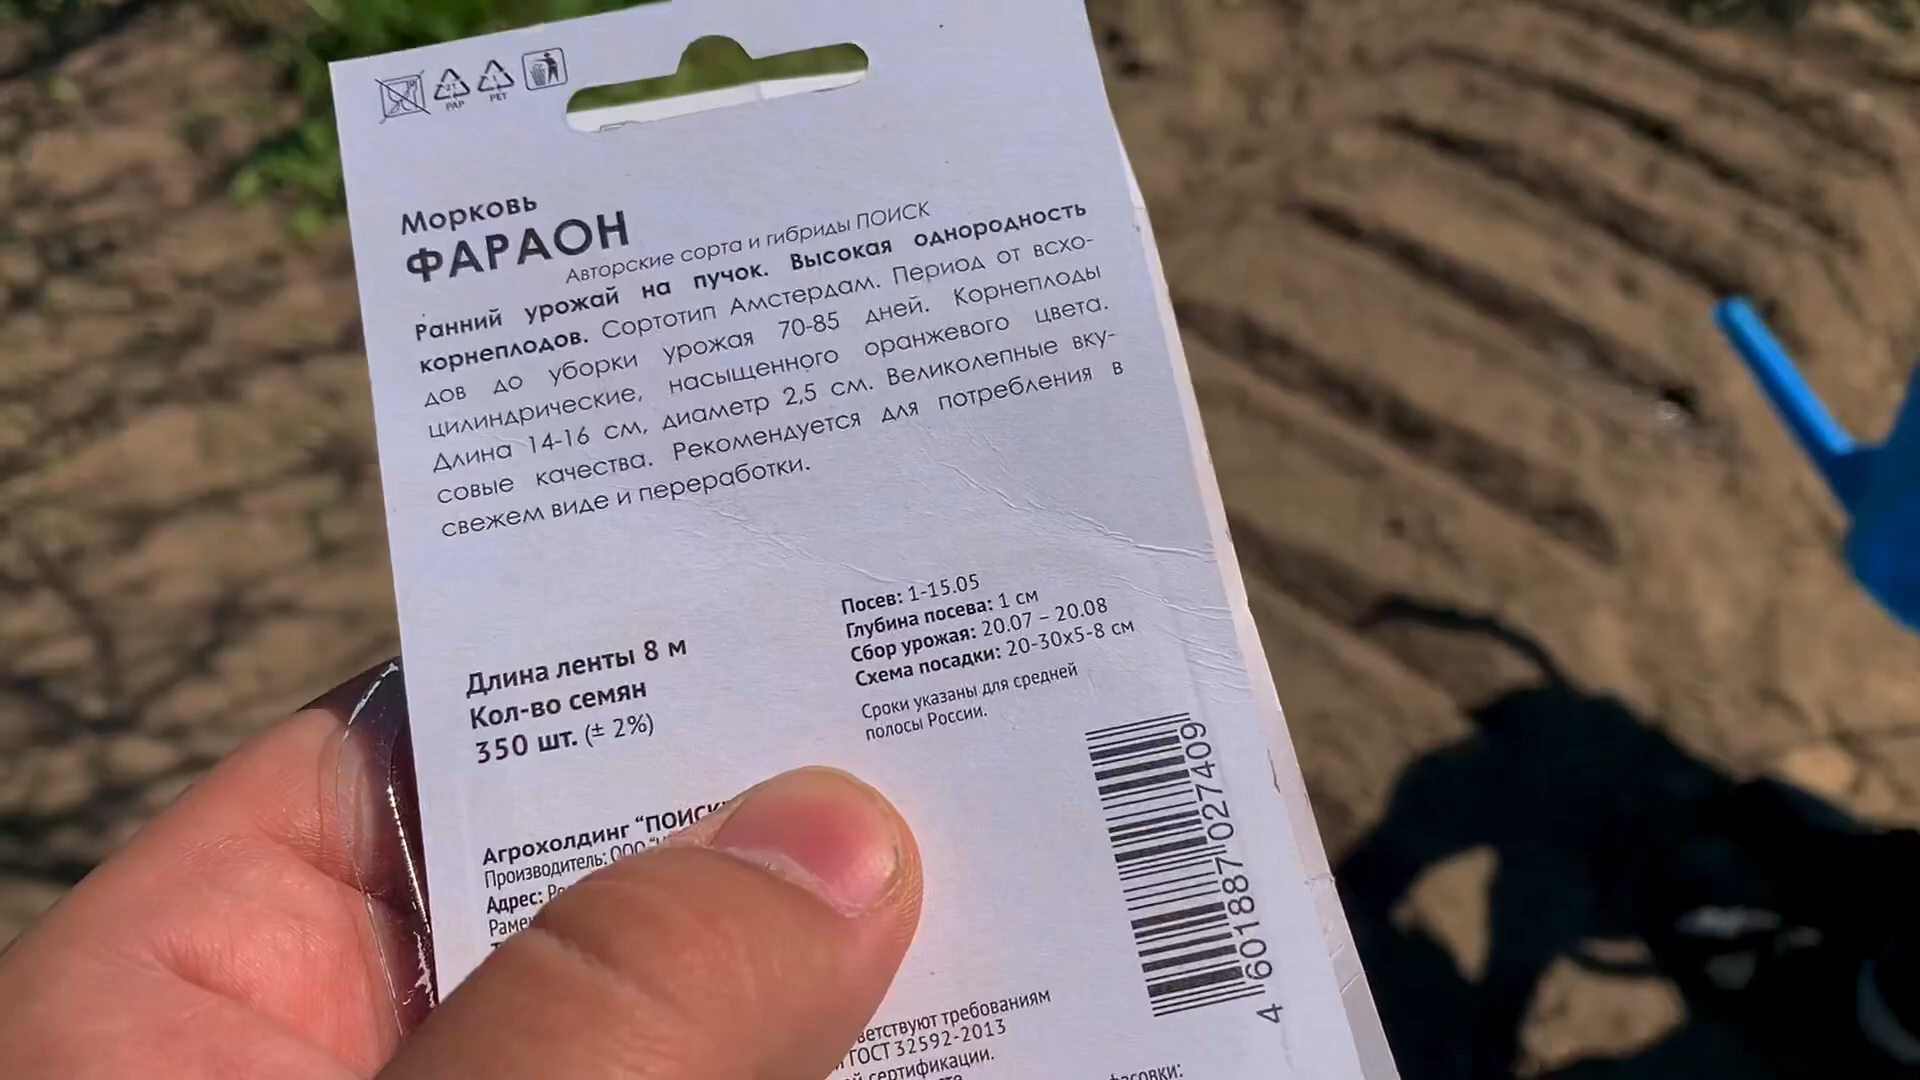 21
PAP
1
PET
Морковь
ФАРАОН
Авторские сорта и гибриды ПОИСК
Ранний урожай на пучок. Высокая однородность
корнеплодов. Сортотип Амстердам. Период от всхо-
дов до уборки урожая 70-85 дней. Корнеплоды
цилиндрические, насыщенного оранжевого цвета.
Длина 14-16 см, диаметр 2,5 см. Великолепные вку-
совые качества. Рекомендуется для потребления в
свежем виде и переработки.
Длина ленты 8 м
Кол-во семян
350 шт. (± 2%)
Посев: 1-15.05
Глубина посева: 1 см
Сбор урожая: 20.07 – 20.08
Схема посадки: 20-30х5-8 см
Сроки указаны для средней
полосы России.
4 601887 027409
Агрохолдинг "ПОИСК
Производитель: ООО
Адрес:
требованиям
ГОСТ 32592-2013
сертификации.